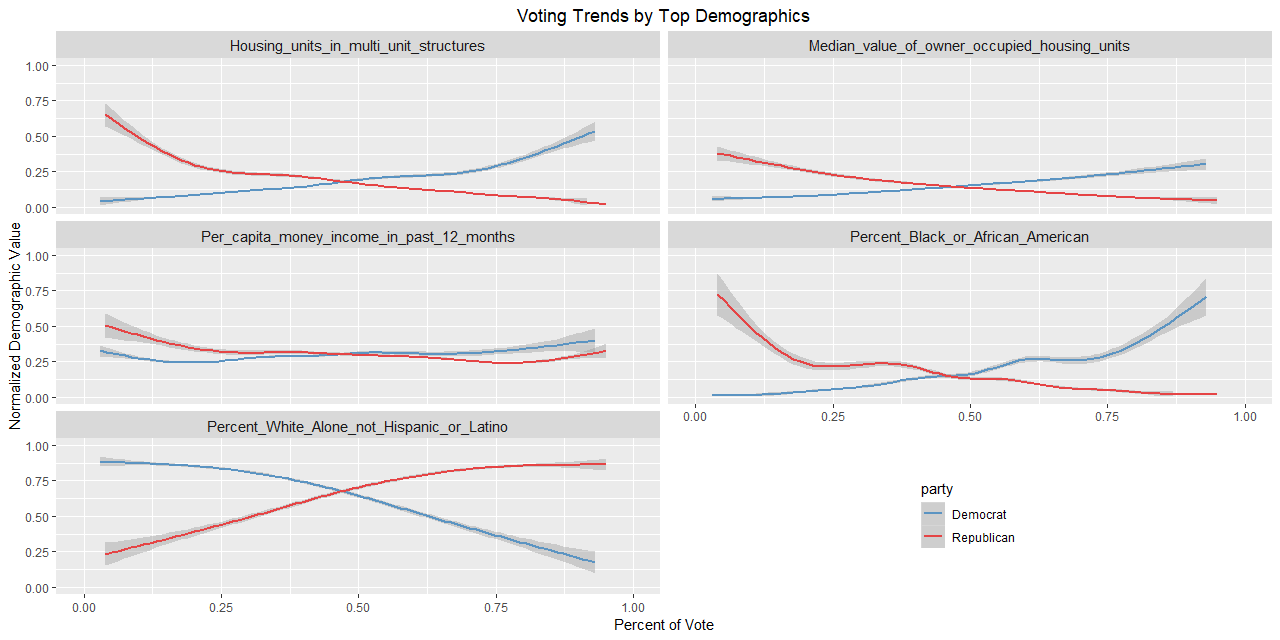 Voting Trends by Top Demographics
Housing_units_in_multi_unit_structures
Median_value_of_owner_occupied_housing_units
1.00
0.75
0.50
0.25
0.00
Per_capita_money_income_in_past_12_months
Percent_Black_or_African_American
1.00
0.75
0.50
0.25
0.00
0.00 0.25 0.50 0.75 1.00
Percent_White_Alone_not_Hispanic_or_Latino
1.00
0.75
0.50
0.25
0.00
0.00 0.25 0.50 0.75 1.00
Normalized Demographic Value
Percent of Vote
party
Democrat
Republican